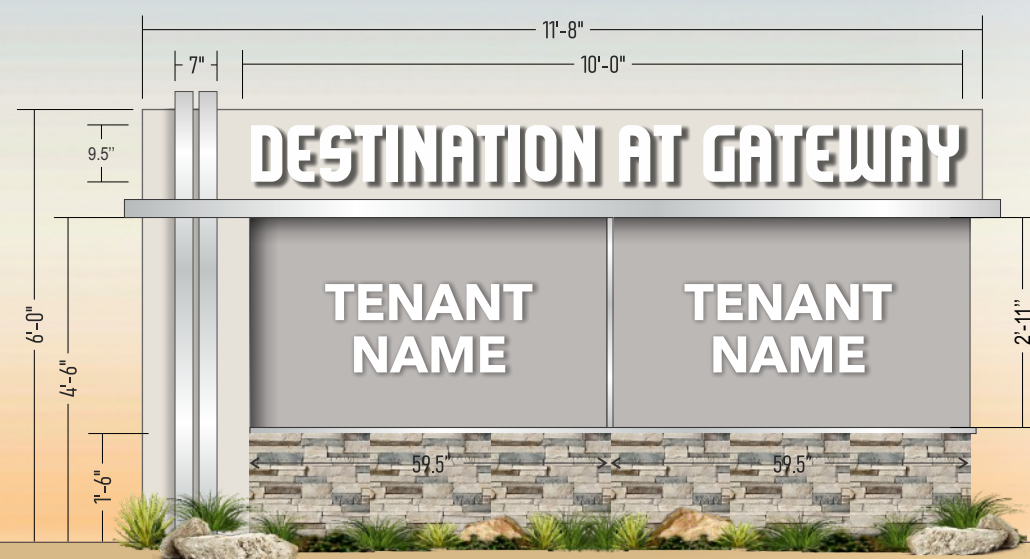 11'-8"
7"
10'-0"
9.5"
DESTINATION AT GATEWAY
6'-0"
4'-6"
TENANT
NAME
TENANT
NAME
2'-11"
1'-6"
59.5"
59.5"